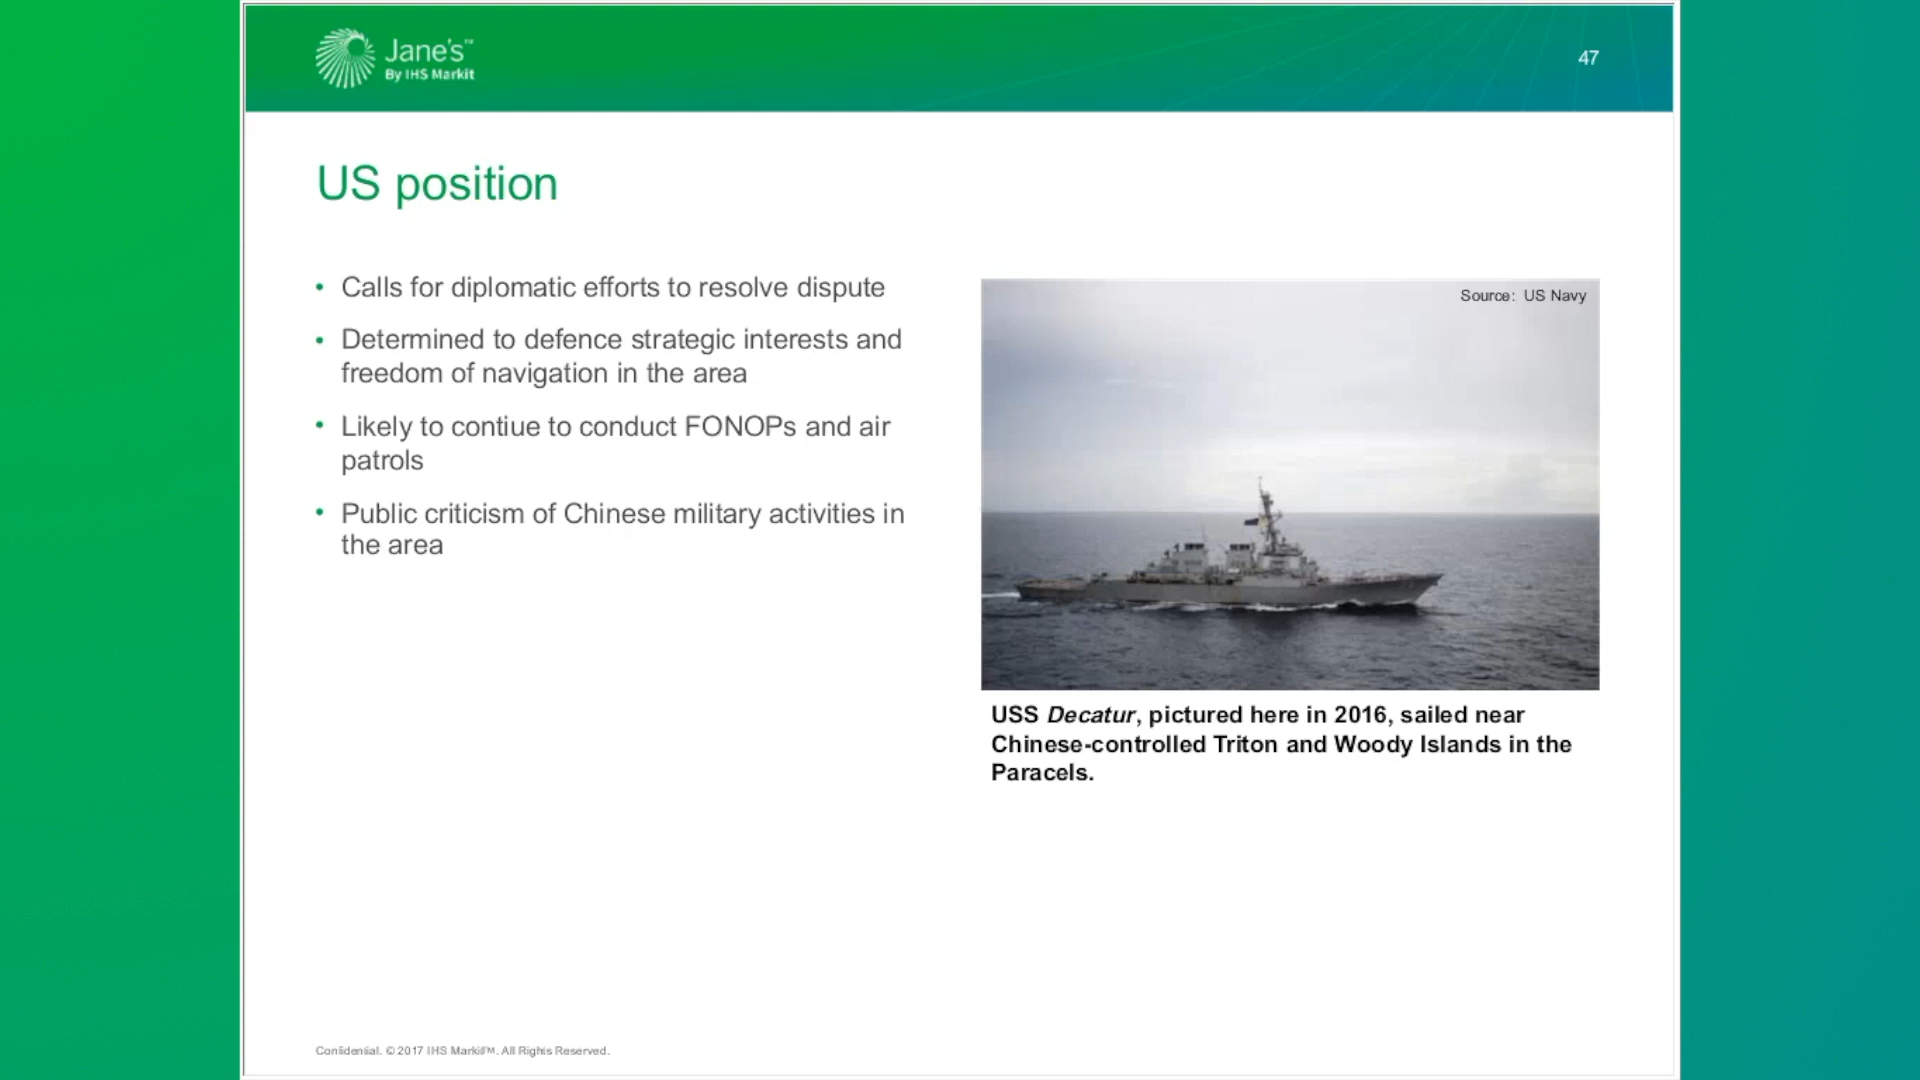 Jane's™
By IHS Markit
47
US position
• Calls for diplomatic efforts to resolve dispute
• Determined to defence strategic interests and
freedom of navigation in the area
• Likely to contiue to conduct FONOPs and air
patrols
• Public criticism of Chinese military activities in
the area
Source: US Navy
USS Decatur, pictured here in 2016, sailed near
Chinese-controlled Triton and Woody Islands in the
Paracels.
Confidential. © 2017 IHS Markit™. All Rights Reserved.